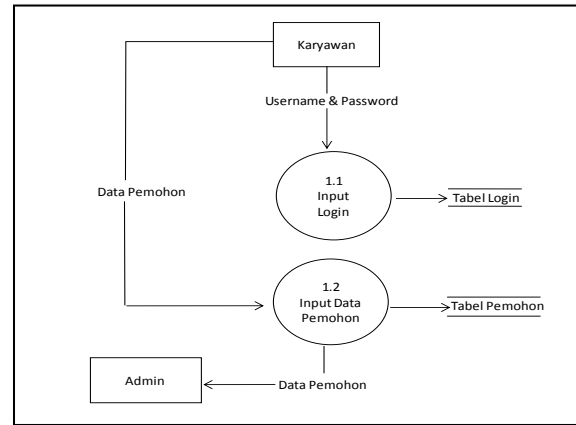 Karyawan
Username & Password
Data Pemohon
1.1
Input
Login
Tabel Login
1.2
Input Data
Pemohon
Tabel Pemohon
Admin
Data Pemohon